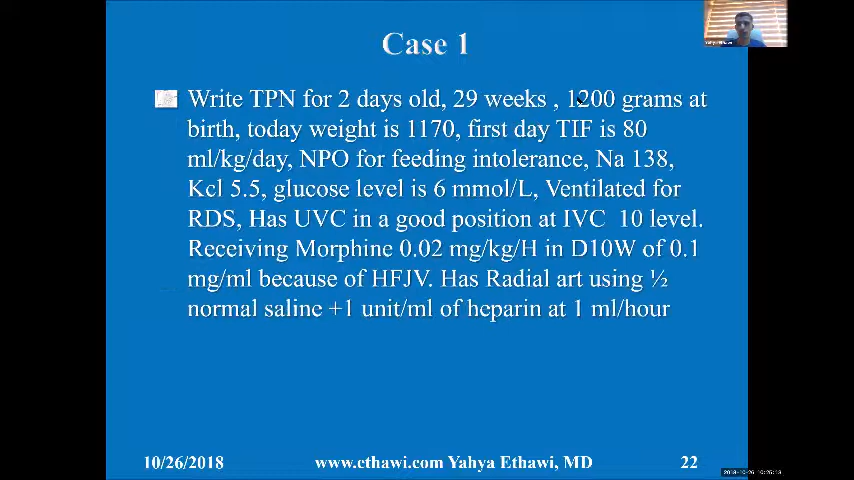 Case 1
Write TPN for 2 days old, 29 weeks , 1200 grams at
birth, today weight is 1170, first day TIF is 80
ml/kg/day, NPO for feeding intolerance, Na 138,
Kcl 5.5, glucose level is 6 mmol/L, Ventilated for
RDS, Has UVC in a good position at IVC 10 level.
Receiving Morphine 0.02 mg/kg/H in D10W of 0.1
mg/ml because of HFJV. Has Radial art using ½
normal saline +1 unit/ml of heparin at 1 ml/hour
10/26/2018 www.ethawi.com Yahya Ethawi, MD 22